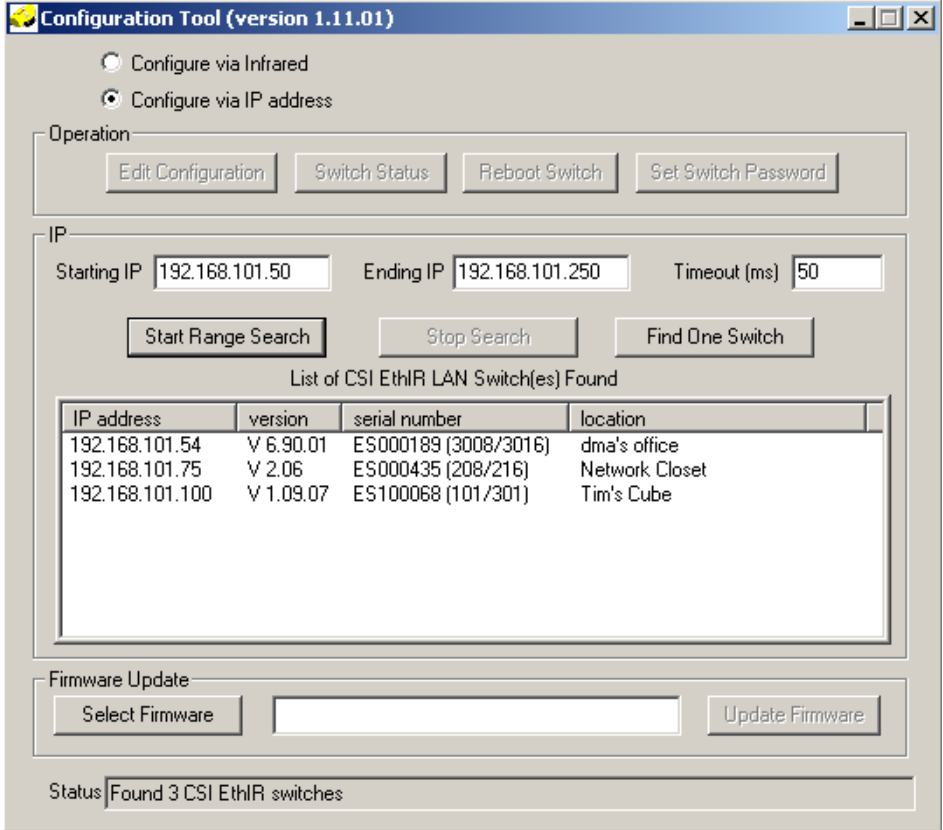 Configuration Tool (version 1.11.01)
Configure via Infrared
Configure via IP address
Operation
Edit Configuration Switch Status Reboot Switch Set Switch Password
IP
Starting IP 192.168.101.50 Ending IP 192.168.101.250 Timeout (ms) 50
Start Range Search Stop Search Find One Switch
List of CSI EthIR LAN Switch(es) Found
IP address version serial number location
192.168.101.54 V 6.90.01 ES000189 (3008/3016) dma's office
192.168.101.75 V 2.06 ES000435 (208/216) Network Closet
192.168.101.100 V 1.09.07 ES100068 (101/301) Tim's Cube
Firmware Update
Select Firmware Update Firmware
Status Found 3 CSI EthIR switches